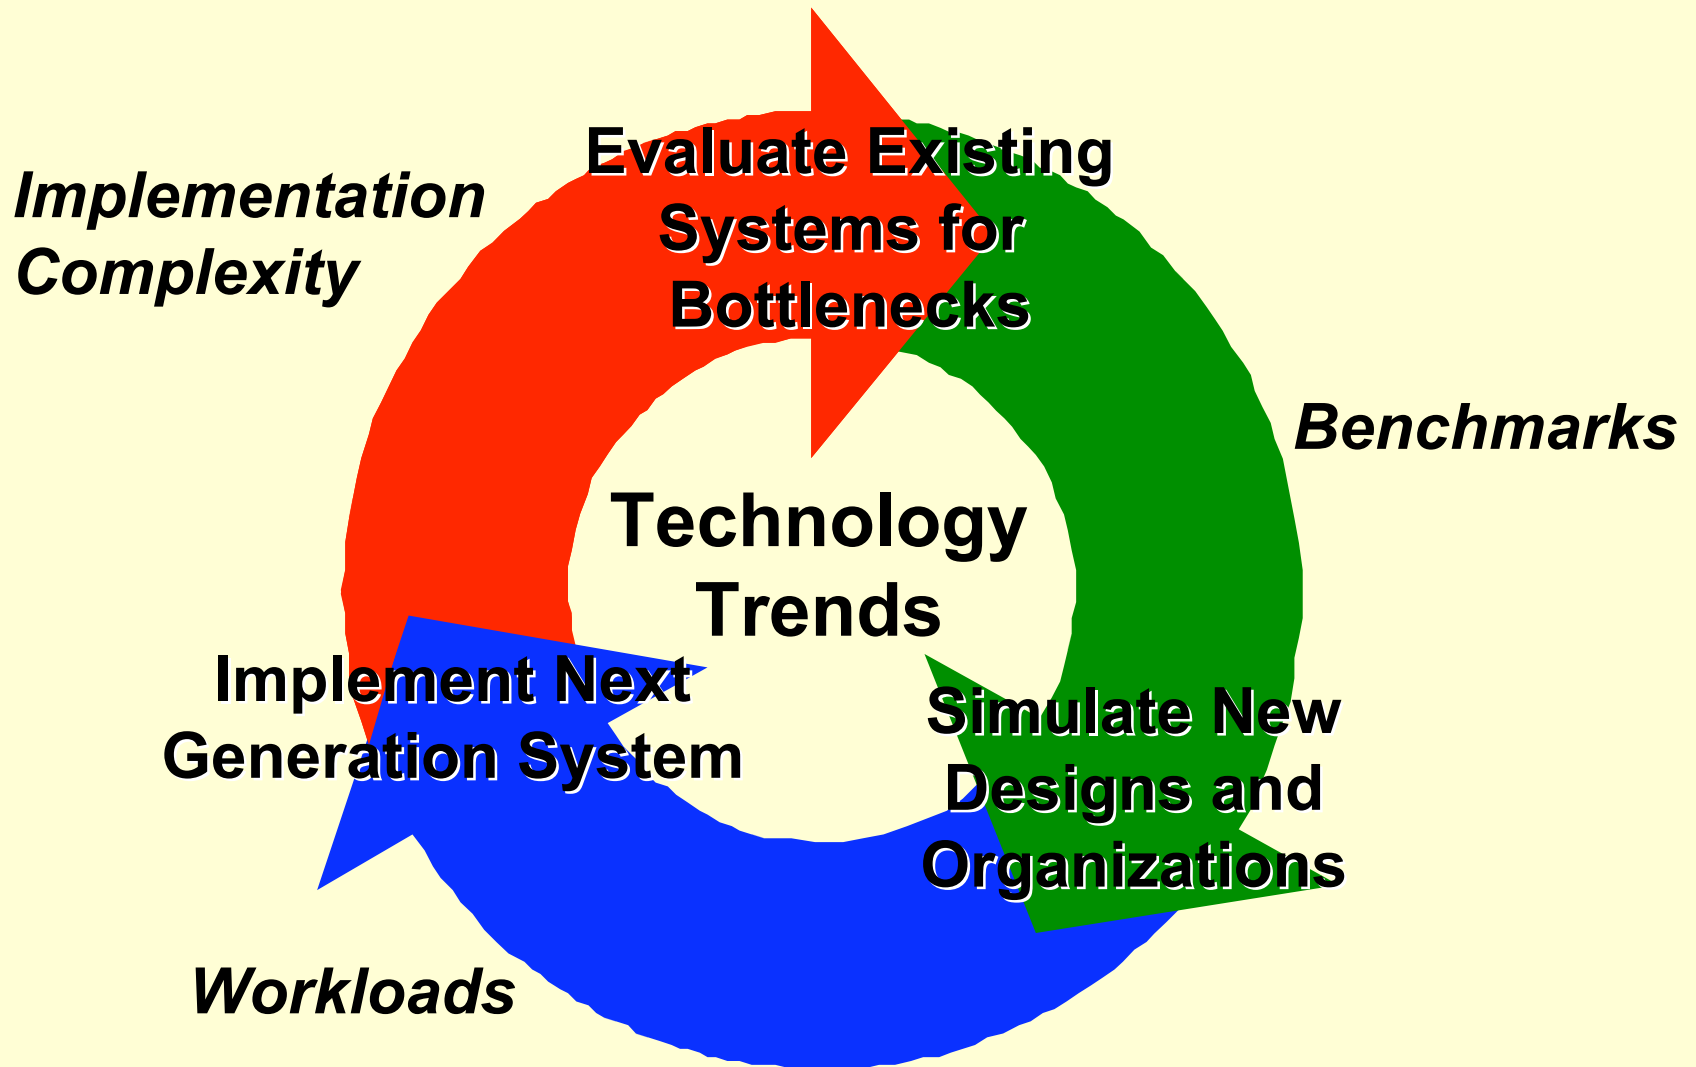 Evaluate Existing
Systems for
Bottlenecks
Implementation
Complexity
Benchmarks
Technology
Trends
Implement Next
Generation System
Simulate New
Designs and
Organizations
Workloads